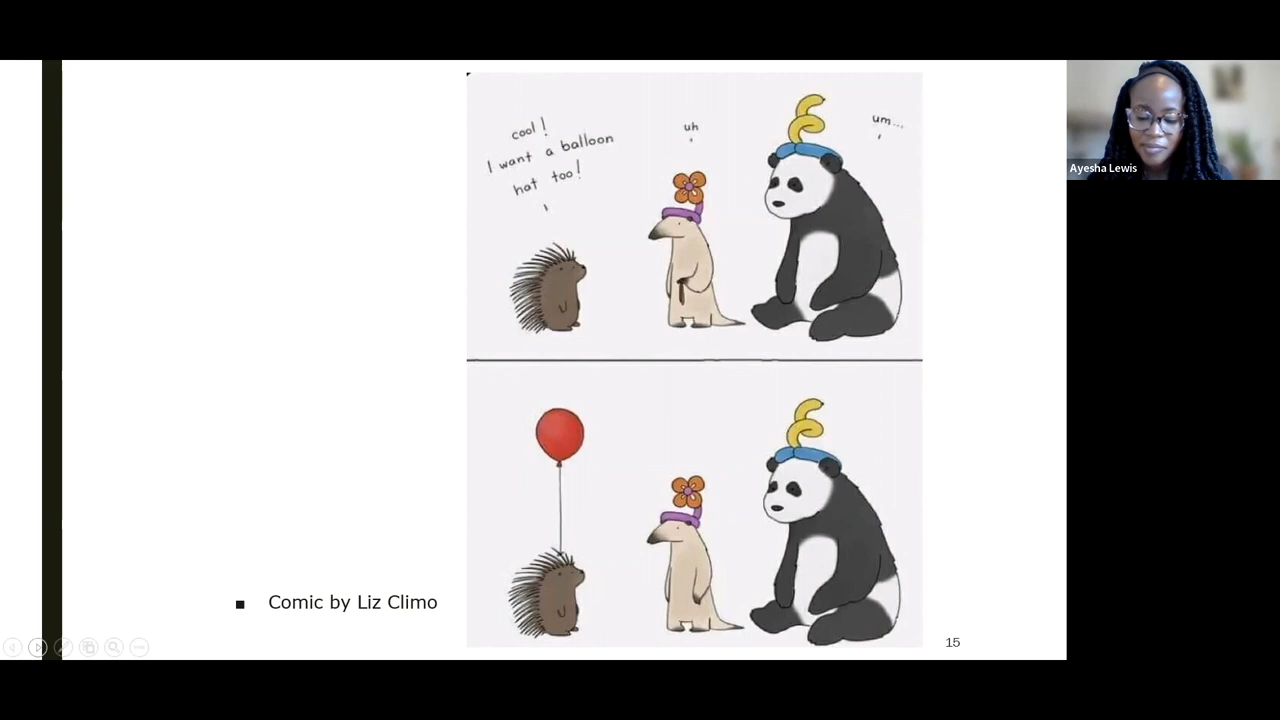 cool!
I want a balloon
hat too!
uh
um...
Ayesha Lewis
Comic by Liz Climo
15